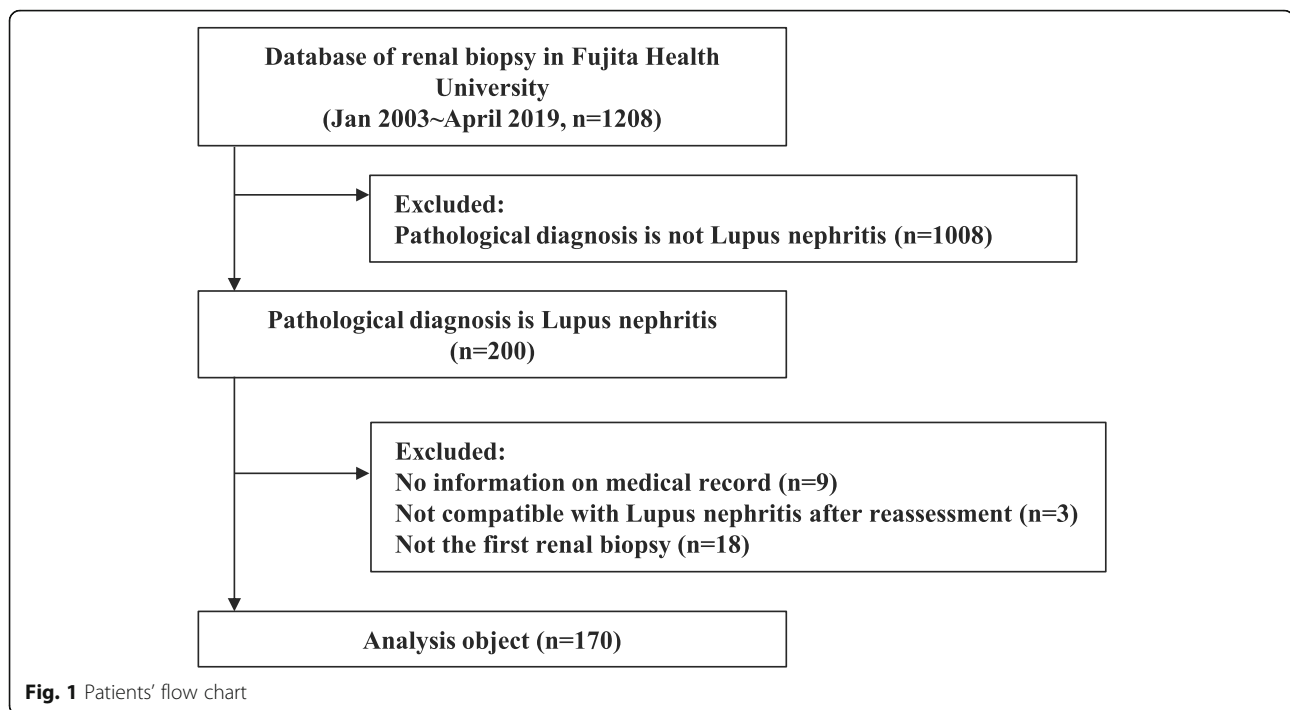 Database of renal biopsy in Fujita Health
University
(Jan 2003~April 2019, n=1208)
Excluded:
Pathological diagnosis is not Lupus nephritis (n=1008)
Pathological diagnosis is Lupus nephritis
(n=200)
Excluded:
No information on medical record (n=9)
Not compatible with Lupus nephritis after reassessment (n=3)
Not the first renal biopsy (n=18)
Analysis object (n=170)
Fig. 1 Patients’ flow chart